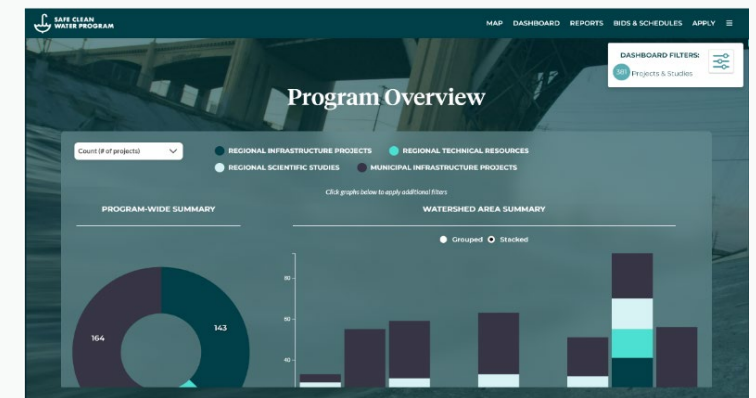 SAFE CLEAN
WATER PROGRAM
MAP DASHBOARD REPORTS BIDS & SCHEDULES APPLY
DASHBOARD FILTERS:
381 Projects & Studies
Program Overview
Count (# of projects)
REGIONAL INFRASTRUCTURE PROJECTS REGIONAL TECHNICAL RESOURCES
REGIONAL SCIENTIFIC STUDIES MUNICIPAL INFRASTRUCTURE PROJECTS
Click graphs below to apply additional filters
PROGRAM-WIDE SUMMARY WATERSHED AREA SUMMARY
Grouped Stacked
164
143
40